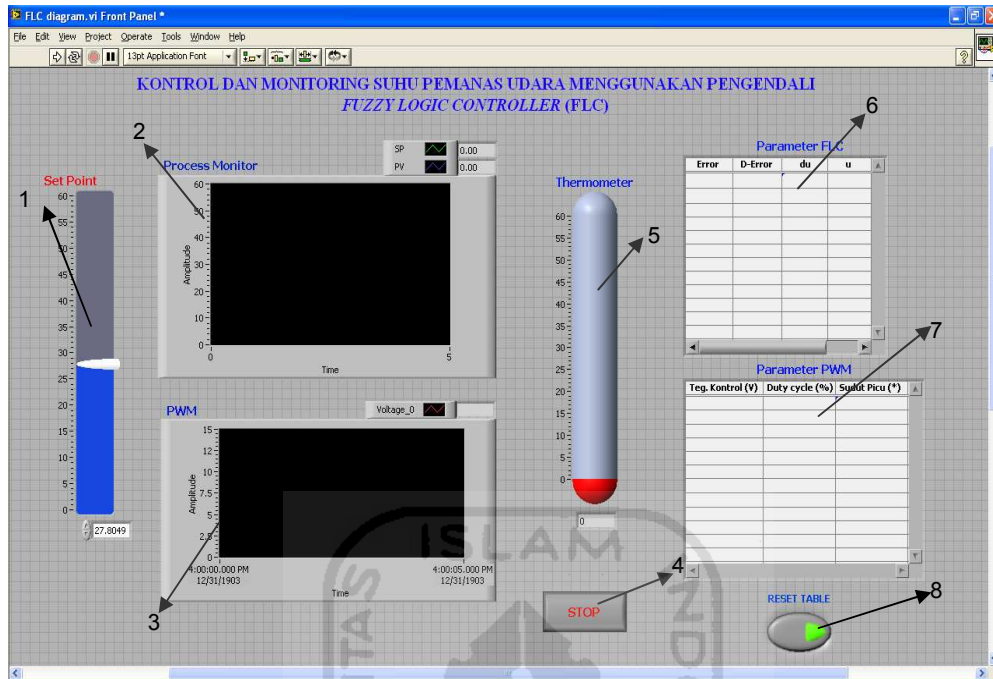 FLC diagram.vi Front Panel *
File Edit View Project Operate Tools Window Help
13pt Application Font
?
KONTROL DAN MONITORING SUHU PEMANAS UDARA MENGGUNAKAN PENGENDALI
FUZZY LOGIC CONTROLLER (FLC)
1
Set Point
60
55
50
45
40
35
30
25
20
15
10
5
0
27.8049
2
Process Monitor
SP 0.00
PV 0.00
Amplitude
60
50
40
30
20
10
0
0 5
Time
PWM
Voltage_0
Amplitude
15
12
10
7.5
5
2.5
0
4:00:00.000 PM 4:00:05.000 PM
12/31/1903 12/31/1903
Time
3
Thermometer
60
55
50
45
40
35
30
25
20
15
10
5
0
0
5
4
STOP
6
Parameter FLC
Error D-Error du u
7
Parameter PWM
Teg. Kontrol (V) Duty cycle (%) Sudut Picu (*)
RESET TABLE
8
ISLAM